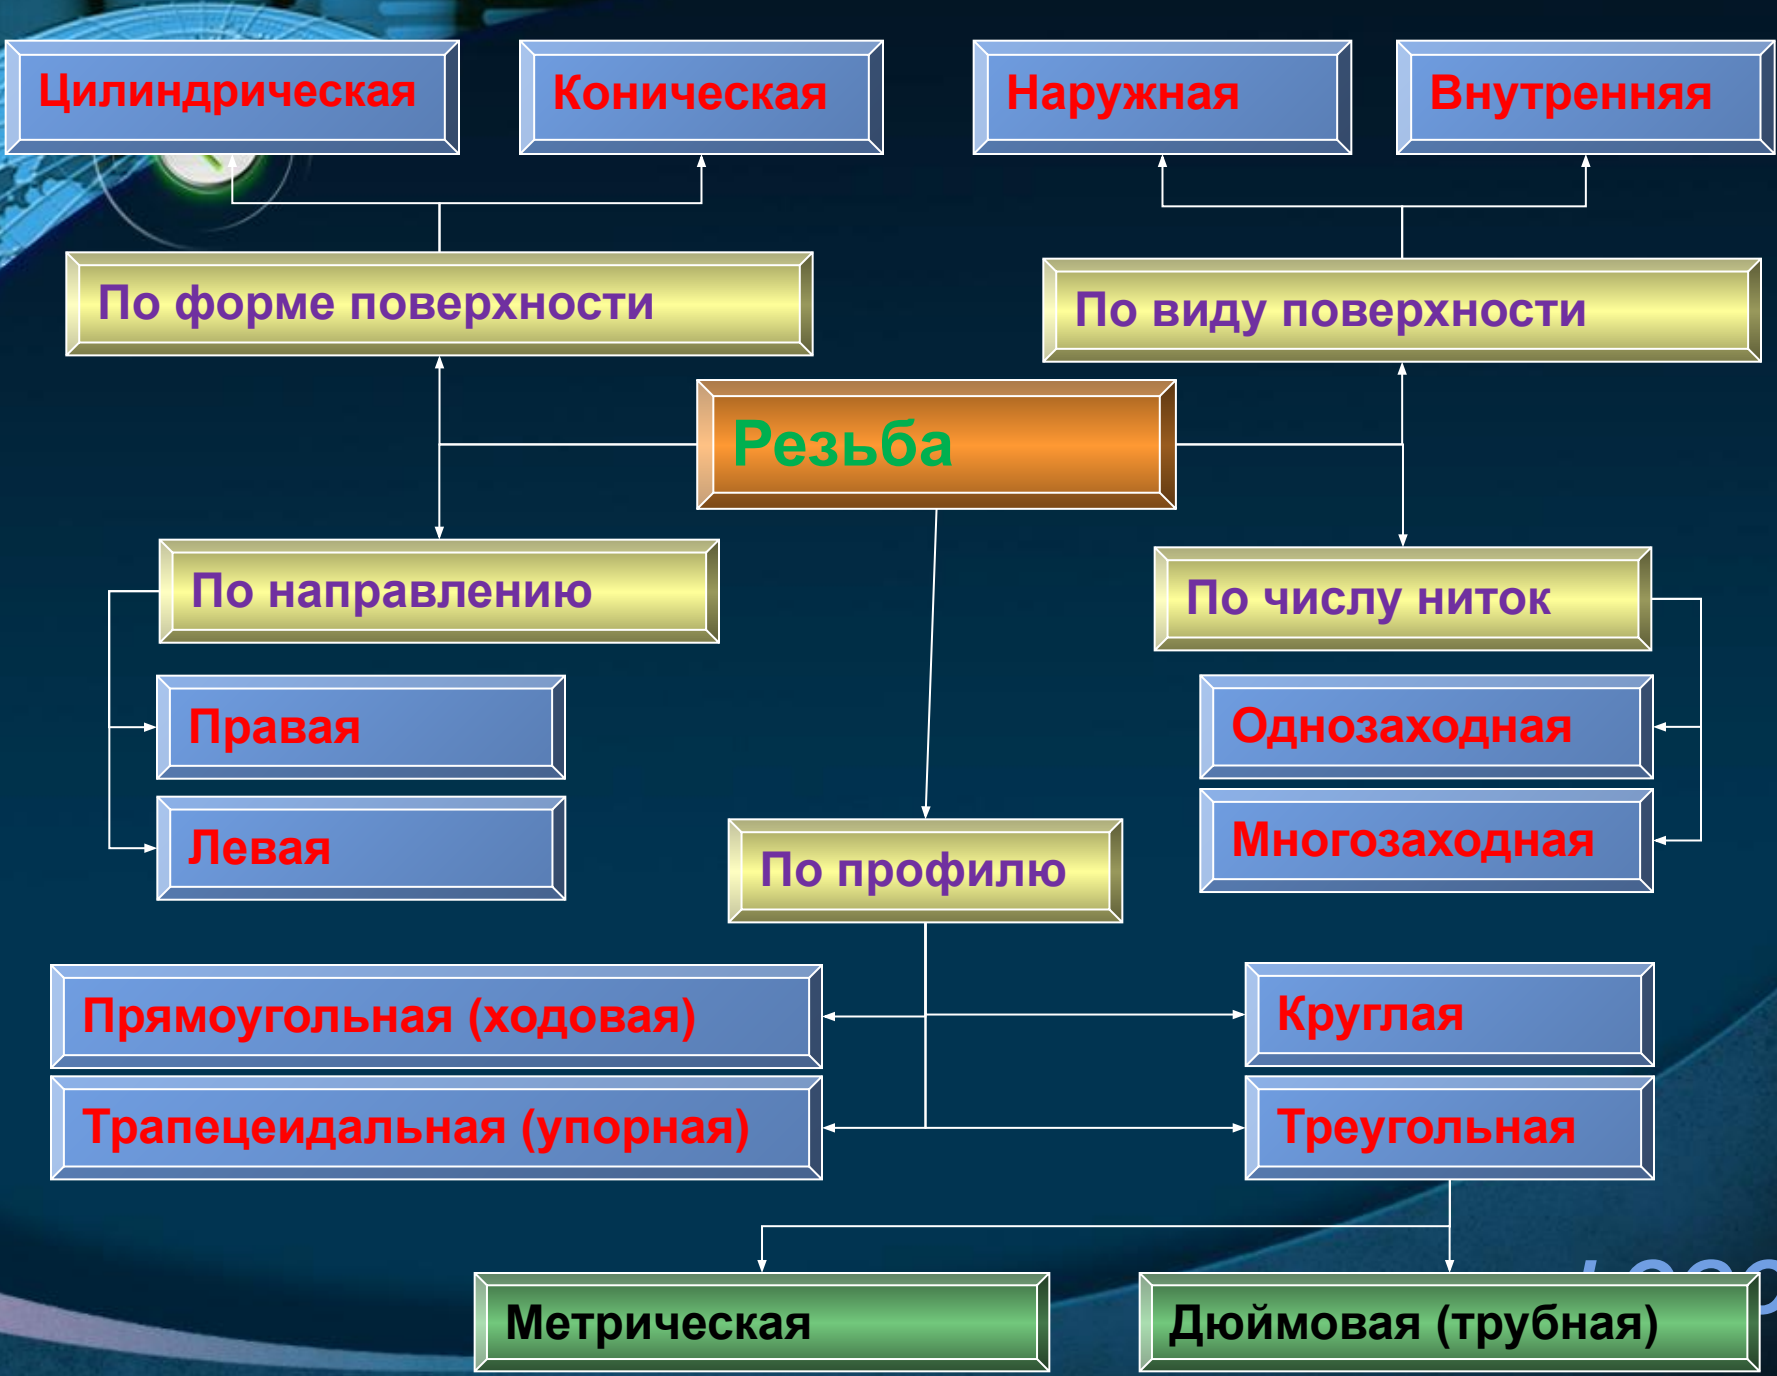 Цилиндрическая
Коническая
Наружная
Внутренняя
По форме поверхности
По виду поверхности
Резьба
По направлению
По числу ниток
Правая
Однозаходная
Левая
Многозаходная
По профилю
Прямоугольная (ходовая)
Круглая
Трапецеидальная (упорная)
Треугольная
Метрическая
Дюймовая (трубная)